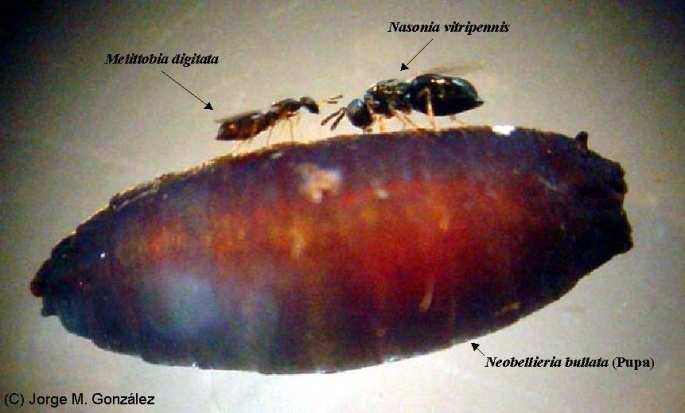 Nasonia vitripennis
Melittobia digitata
Neobellieria bullata (Pupa)
(C) Jorge M. González